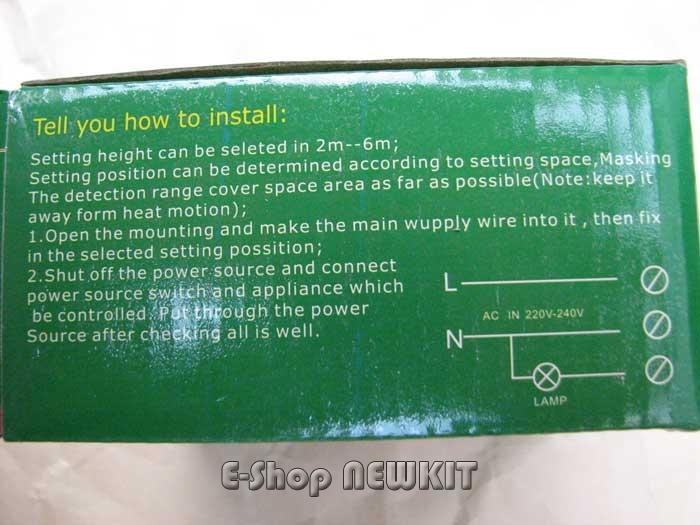 Tell you how to install:
Setting height can be seleted in 2m--6m;
Setting position can be determined according to setting space,Masking
The detection range cover space area as far as possible(Note:keep it
away form heat motion);
1.Open the mounting and make the main wupply wire into it , then fix
in the selected setting possition;
2.Shut off the power source and connect
power source switch and appliance which
be controlled. Put through the power
Source after checking all is well.
L
AC IN 220V-240V
N
LAMP
E-Shop NEWKIT